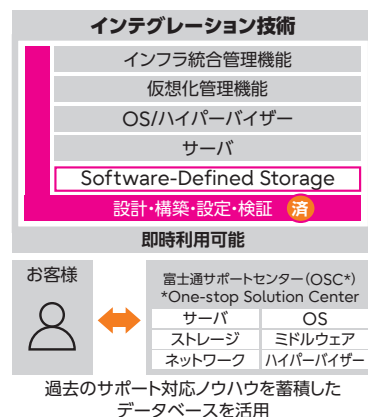 インテグレーション技術
インフラ統合管理機能
仮想化管理機能
OS/ハイパーバイザー
サーバ
Software-Defined Storage
設計・構築・設定・検証 済
即時利用可能
お客様
富士通サポートセンター(OSC*)
*One-stop Solution Center
サーバ OS
ストレージ ミドルウェア
ネットワーク ハイパーバイザー
過去のサポート対応ノウハウを蓄積した
データベースを活用